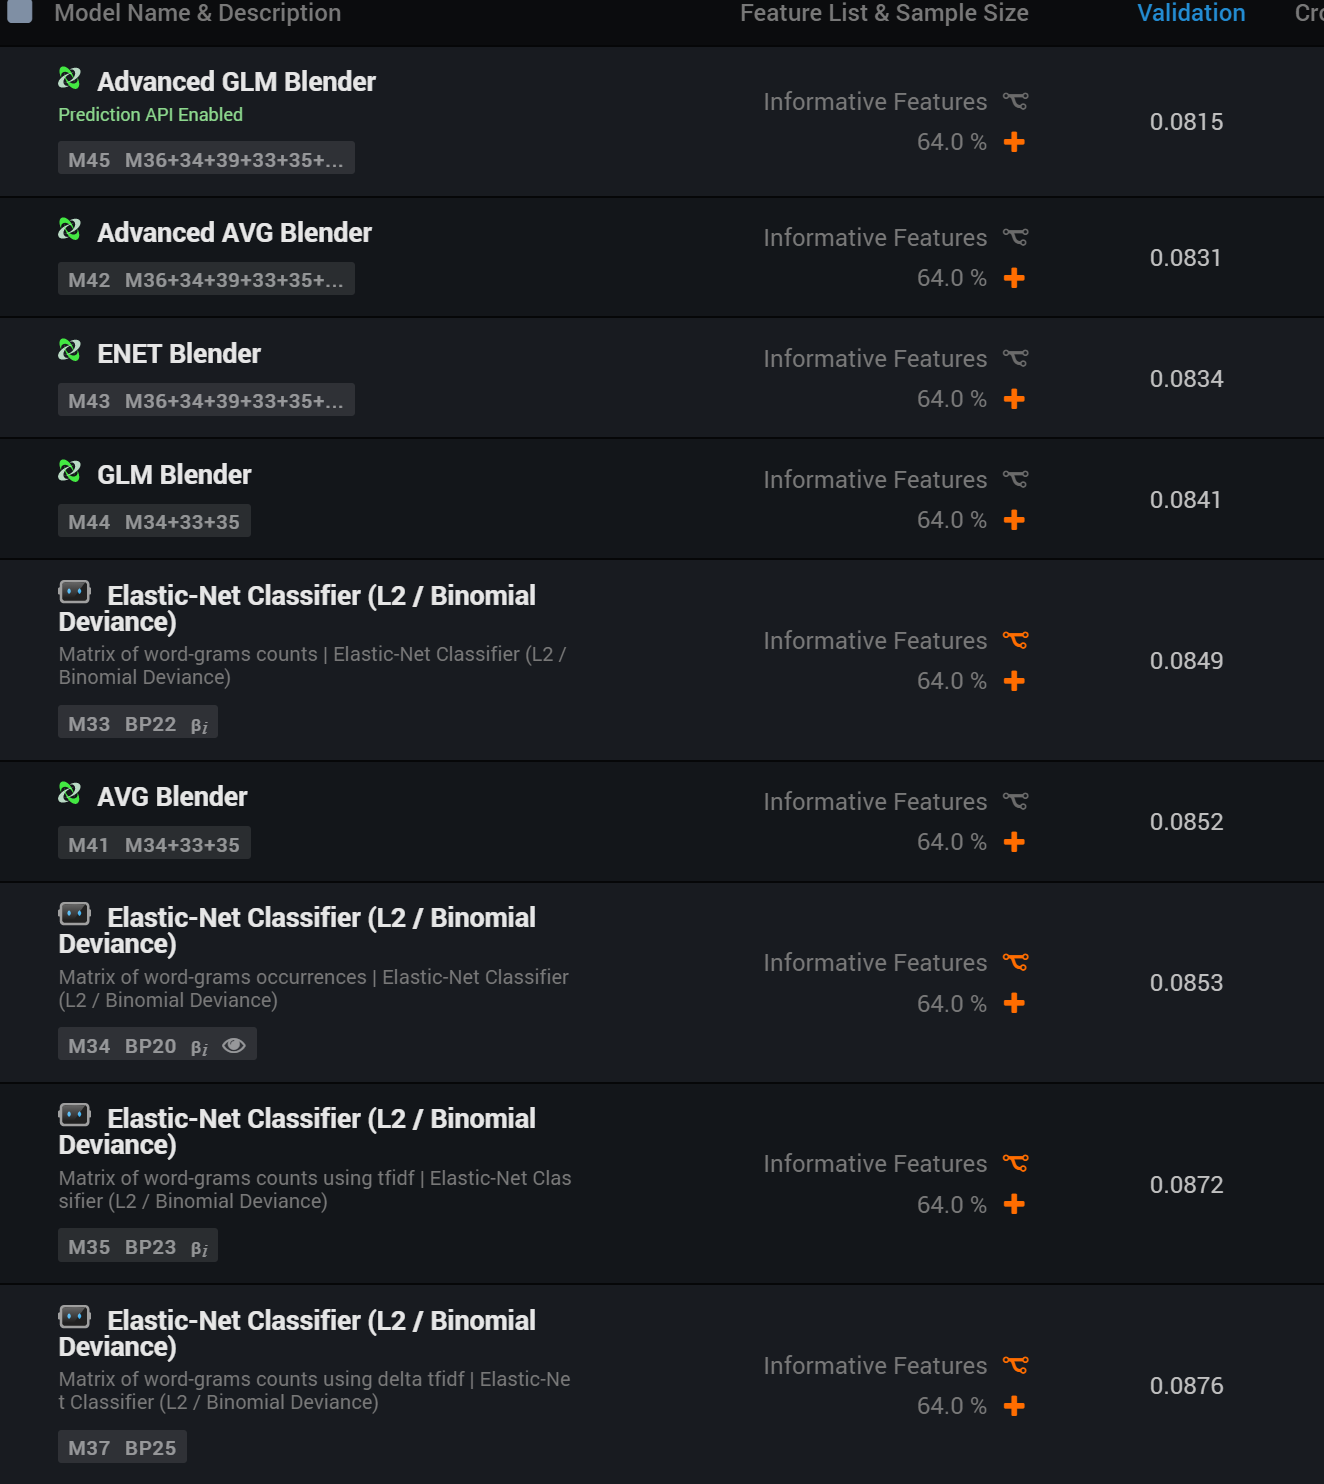 Model Name & Description Feature List & Sample Size Validation Cro
Advanced GLM Blender
Prediction API Enabled
M45 M36+34+39+33+35+...
Informative Features
64.0 %
0.0815
Advanced AVG Blender
M42 M36+34+39+33+35+...
Informative Features
64.0 %
0.0831
ENET Blender
M43 M36+34+39+33+35+...
Informative Features
64.0 %
0.0834
GLM Blender
M44 M34+33+35
Informative Features
64.0 %
0.0841
Elastic-Net Classifier (L2 / Binomial
Deviance)
Matrix of word-grams counts | Elastic-Net Classifier (L2 /
Binomial Deviance)
M33 BP22 βi
Informative Features
64.0 %
0.0849
AVG Blender
M41 M34+33+35
Informative Features
64.0 %
0.0852
Elastic-Net Classifier (L2 / Binomial
Deviance)
Matrix of word-grams occurrences | Elastic-Net Classifier
(L2 / Binomial Deviance)
M34 BP20 βi
Informative Features
64.0 %
0.0853
Elastic-Net Classifier (L2 / Binomial
Deviance)
Matrix of word-grams counts using tfidf | Elastic-Net Clas
sifier (L2 / Binomial Deviance)
M35 BP23 βi
Informative Features
64.0 %
0.0872
Elastic-Net Classifier (L2 / Binomial
Deviance)
Matrix of word-grams counts using delta tfidf | Elastic-Ne
t Classifier (L2 / Binomial Deviance)
M37 BP25
Informative Features
64.0 %
0.0876